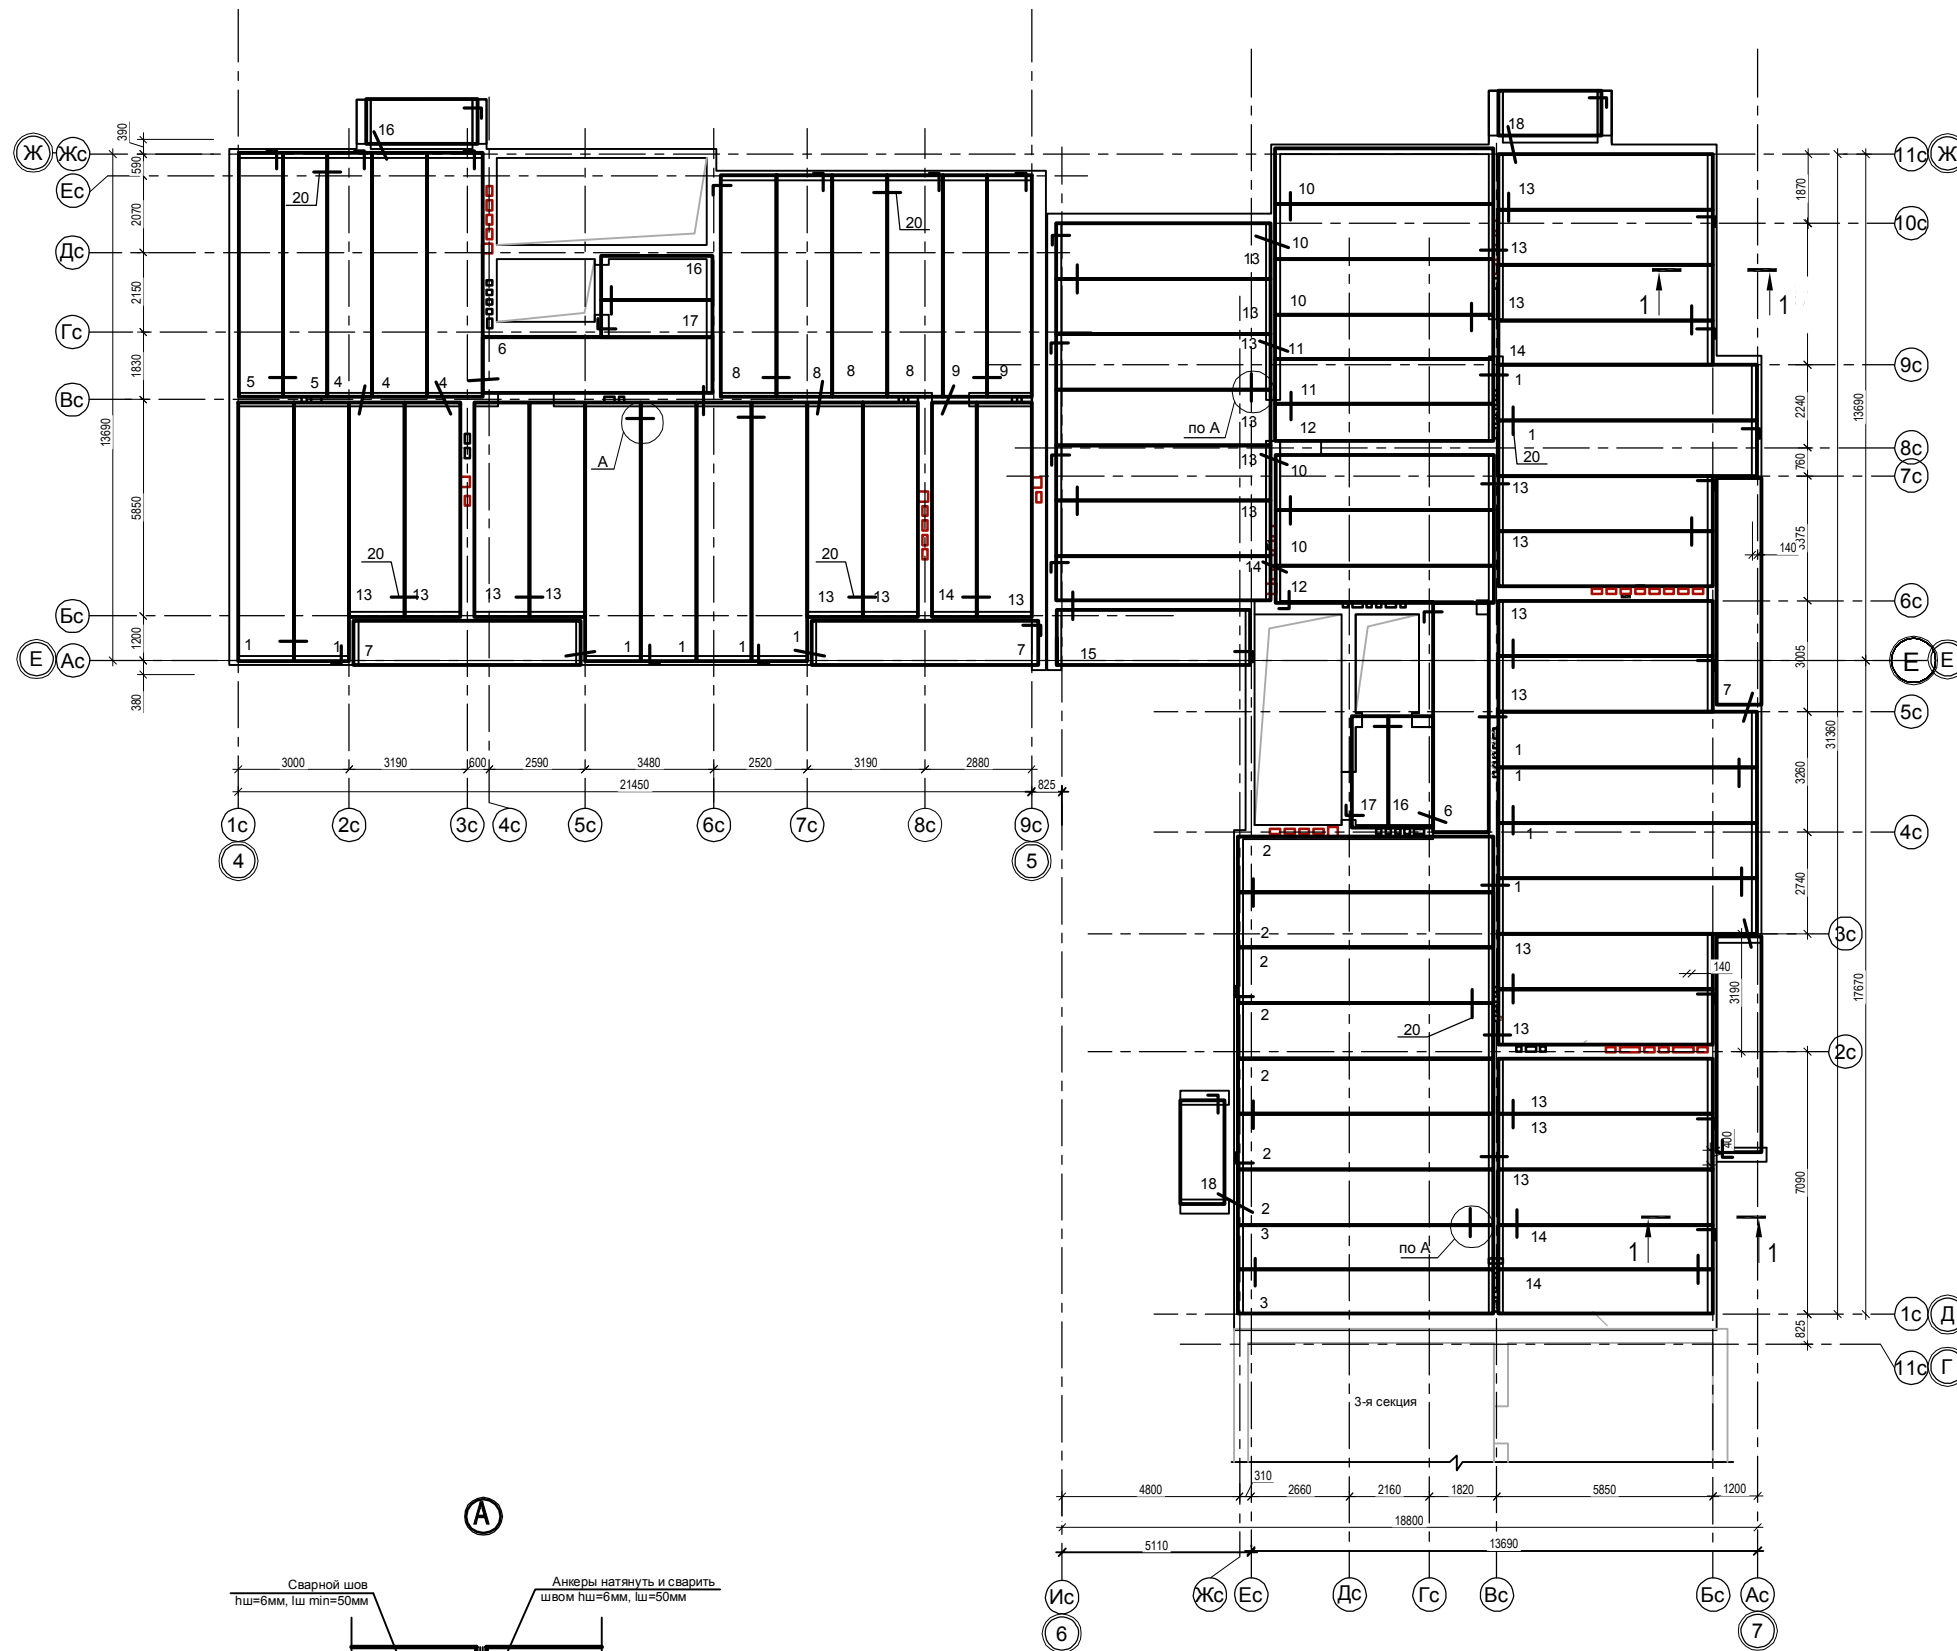 390
590
2070
2150
1830
13690
5850
1200
380
Ж Жс
Ес
Дс
Гс
Вс
Бс
Е Ас
16
20
20
16
17
6
5 5 4 4 4
8 8 8 8 9 9
А
20
20
13 13 13 13 13 13 14 13
1 1 7 1 1 1 1 7
3000 3190 600 2590 3480 2520 3190 2880
21450 825
1с 2с 3с 4с 5с 6с 7с 8с 9с
4 5
18
10 13
13 10 13
13 10 13
13 11 14
11 1
по А
13 12 1
20
13 10 13
13 10 13
14 12 13
15 13
1 1 1
1 1
11с Ж
10с
9с
8с
7с
6с
Е Е
5с
4с
3с
2с
1с Д
11с Г
1870
2240
760
3375
140
3005
3260
2740
3190
140
7090
825
13690
31360
17670
400
7
17 16 6
2 1
1
2 13
2
2 20 13
2 13
13
2 18 13
2
3 по А 14
1 1
3 14
3-я секция
310
4800 2660 2160 1820 5850 1200
18800
5110 13690
Ис Жс Ес Дс Гс Вс Бс Ас
6 7
А
Сварной шов
hш=6мм, lш min=50мм
Анкеры натянуть и сварить
швом hш=6мм, lш=50мм